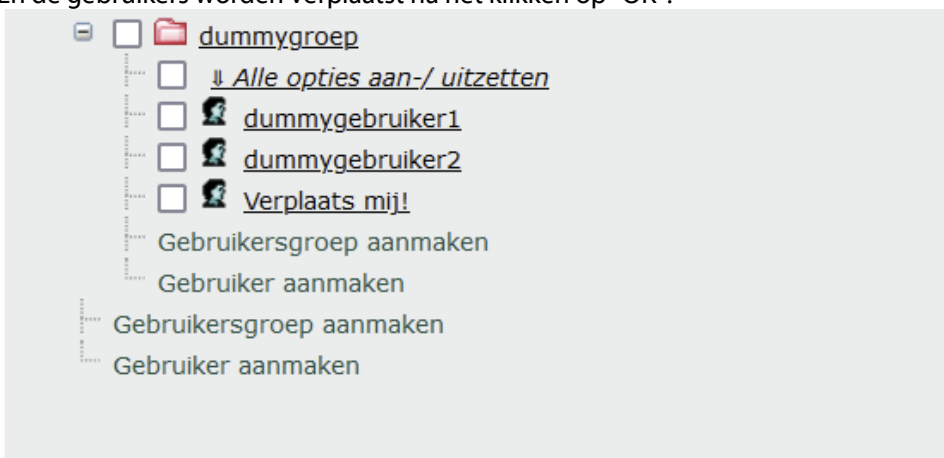 En de gebruikers worden verplaatst na het klikken op "OK".
dummygroep
⇓ Alle opties aan-/ uitzetten
dummygebruiker1
dummygebruiker2
Verplaats mij!
Gebruikersgroep aanmaken
Gebruiker aanmaken
Gebruikersgroep aanmaken
Gebruiker aanmaken